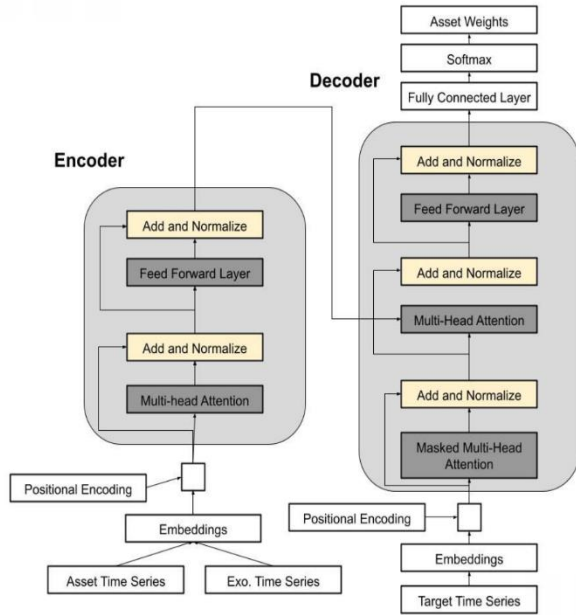 Asset Weights
Softmax
Fully Connected Layer
Decoder
Add and Normalize
Feed Forward Layer
Add and Normalize
Multi-Head Attention
Add and Normalize
Masked Multi-Head
Attention
Positional Encoding
Embeddings
Target Time Series
Encoder
Add and Normalize
Feed Forward Layer
Add and Normalize
Multi-head Attention
Positional Encoding
Embeddings
Asset Time Series
Exo. Time Series